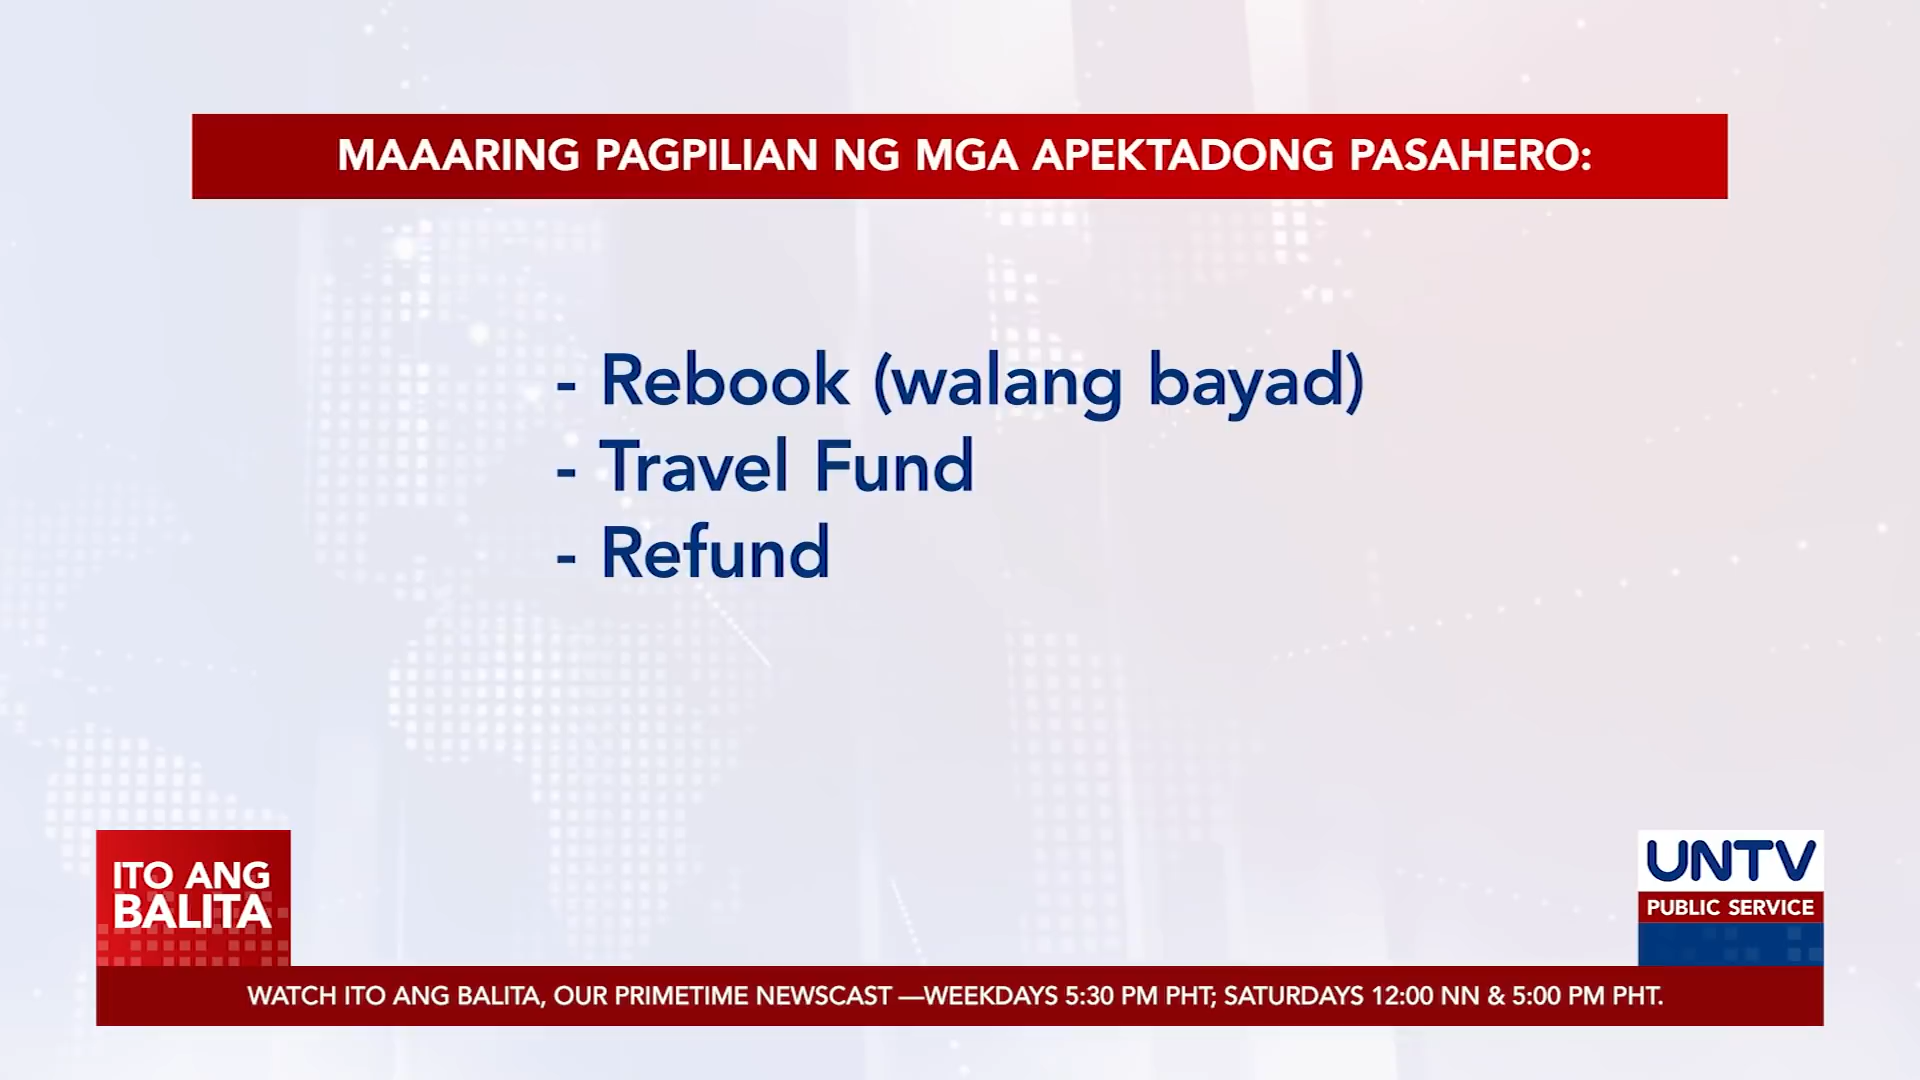 MAAARING PAGPILIAN NG MGA APEKTADONG PASAHERO:
- Rebook (walang bayad)
- Travel Fund
- Refund
ITO ANG
BALITA
UNTV
PUBLIC SERVICE
WATCH ITO ANG BALITA, OUR PRIMETIME NEWSCAST —WEEKDAYS 5:30 PM PHT; SATURDAYS 12:00 NN & 5:00 PM PHT.